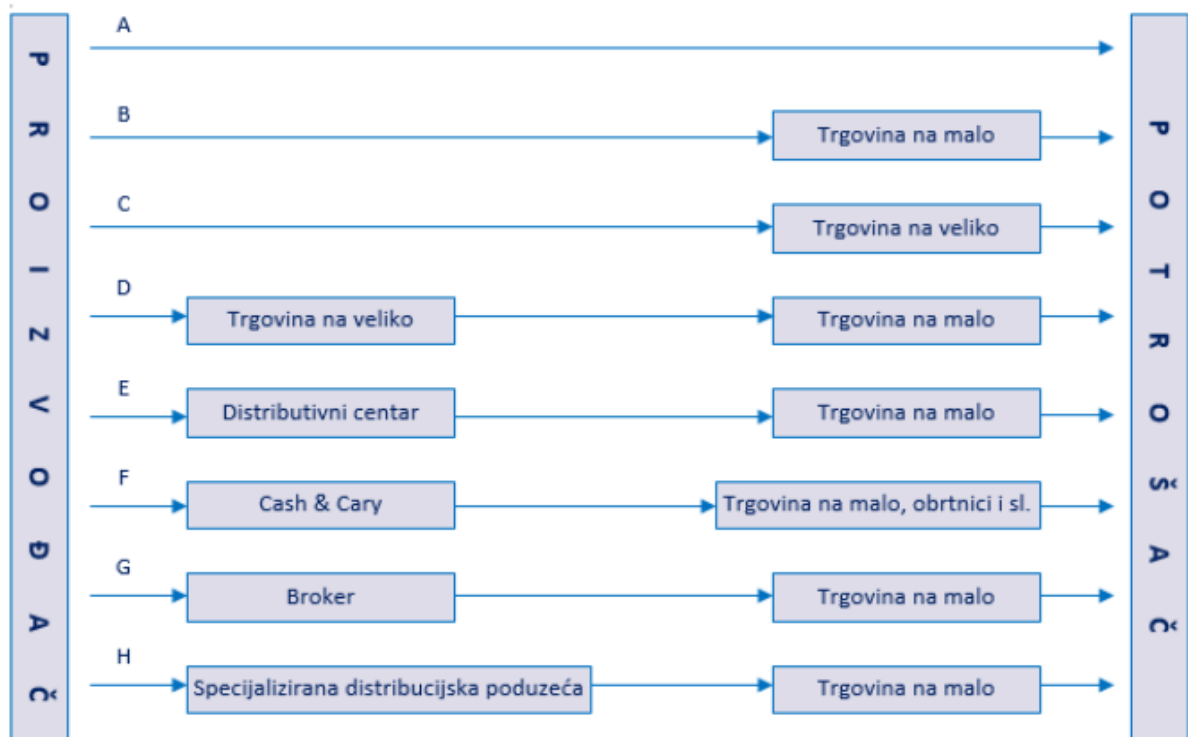 PROIZVOĐAČ
A
B
Trgovina na malo
C
Trgovina na veliko
D
Trgovina na veliko
Trgovina na malo
E
Distributivni centar
Trgovina na malo
F
Cash & Cary
Trgovina na malo, obrtnici i sl.
G
Broker
Trgovina na malo
H
Specijalizirana distribucijska poduzeća
Trgovina na malo
POTROŠAČ